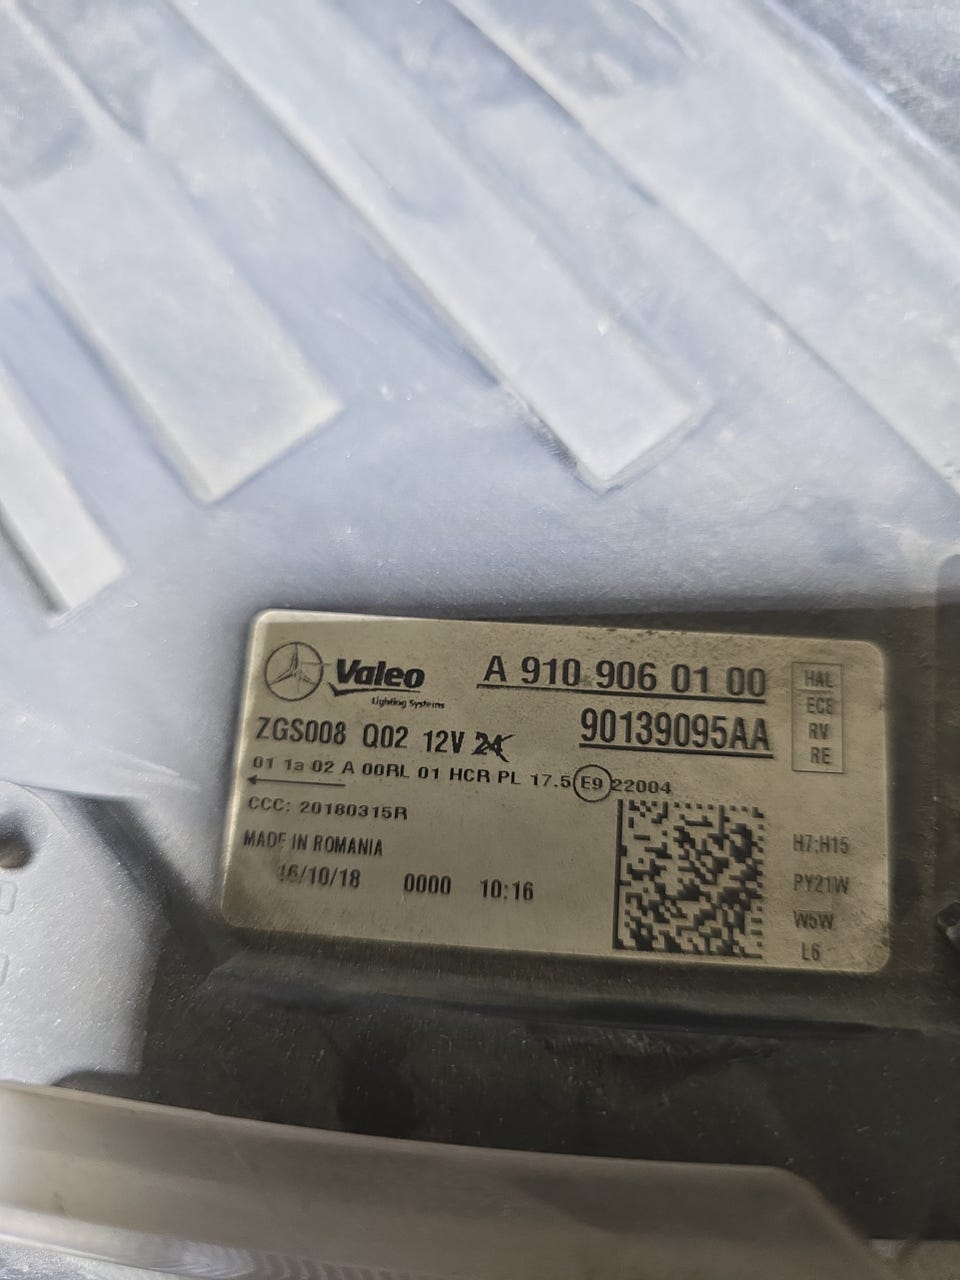 Valeo
Lighting Systems
A 910 906 01 00
90139095AA
HAL
ECE
RV
RE
ZGS008 Q02 12V 24
01 1a 02 A 00RL 01 HCR PL 17.5 E9 22004
CCC: 20180315R
MADE IN ROMANIA
16/10/18 0000 10:16
H7;H15
PY21W
W5W
L6